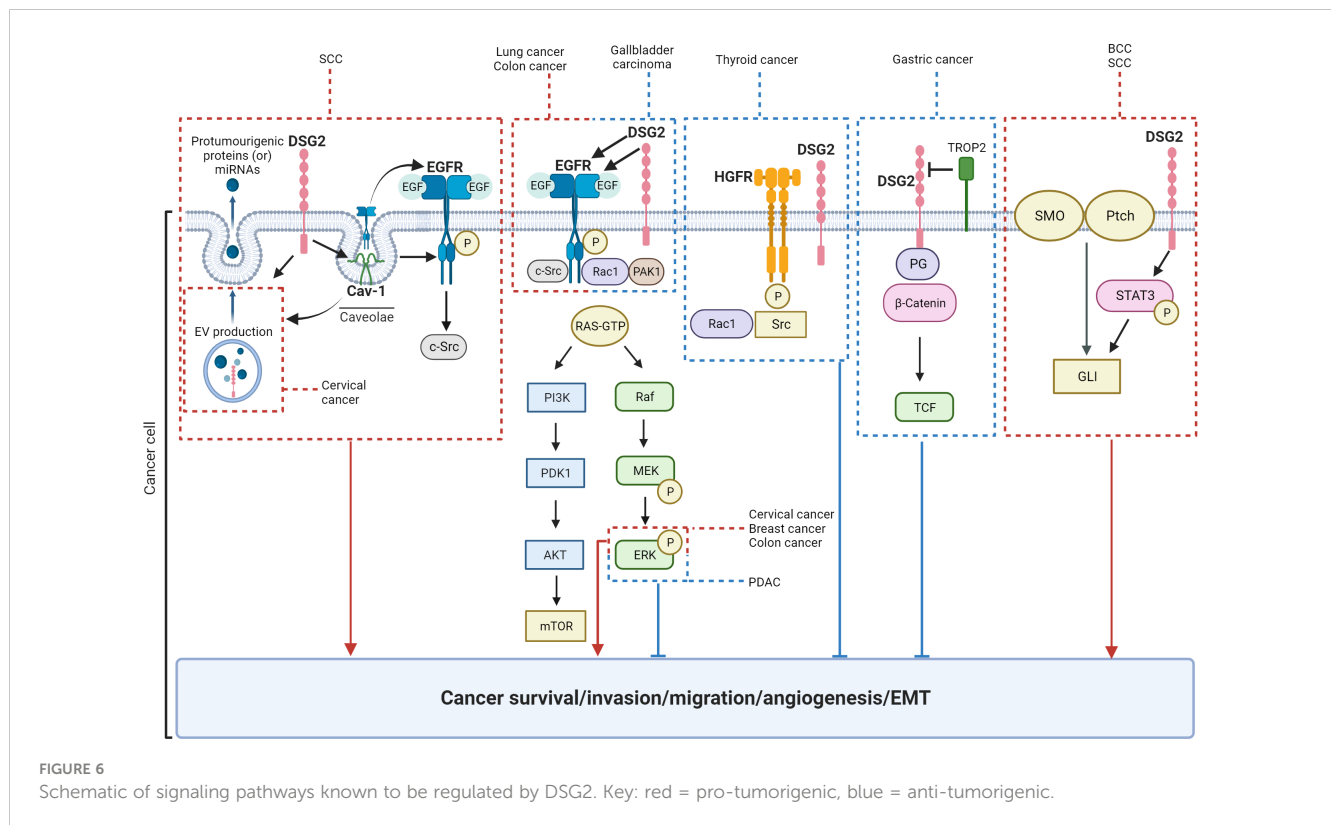 SCC
Lung cancer
Colon cancer
Gallbladder
carcinoma
Thyroid cancer
Gastric cancer
BCC
SCC
Protumourigenic
proteins (or)
miRNAs
DSG2
EGFR
EGF
EGF
P
Cav-1
Caveolae
c-Src
EV production
Cervical
cancer
DSG2
EGFR
EGF
EGF
P
c-Src
Rac1
PAK1
RAS-GTP
PI3K
Raf
PDK1
MEK
P
AKT
ERK
P
mTOR
Cervical cancer
Breast cancer
Colon cancer
PDAC
DSG2
HGFR
P
Rac1
Src
TROP2
DSG2
PG
β-Catenin
TCF
DSG2
SMO
Ptch
STAT3
P
GLI
Cancer cell
Cancer survival/invasion/migration/angiogenesis/EMT
FIGURE 6
Schematic of signaling pathways known to be regulated by DSG2. Key: red = pro-tumorigenic, blue = anti-tumorigenic.